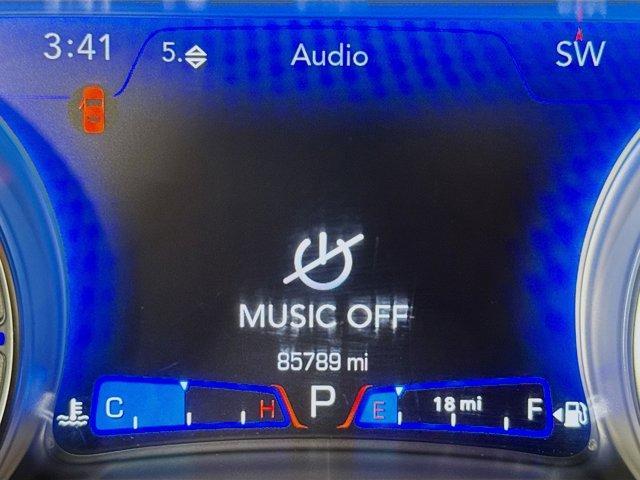 3:41 5. Audio SW
MUSIC OFF
85789 mi
C H P E 18 mi F